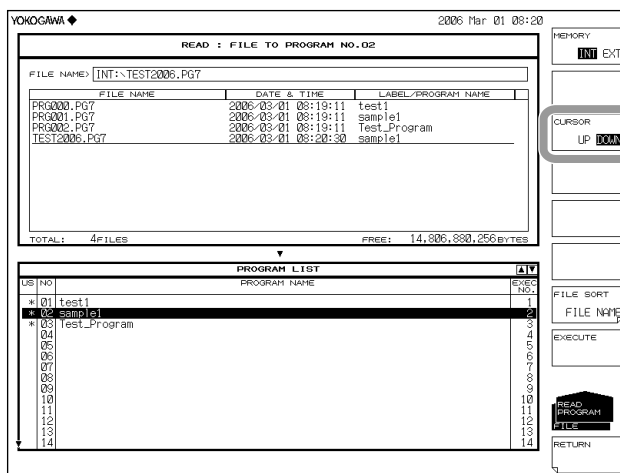 YOKOGAWA ◆ 2006 Mar 01 08:20
READ : FILE TO PROGRAM NO.02
FILE NAME> INT:\TEST2006.PG7
FILE NAME DATE & TIME LABEL/PROGRAM NAME
PRG000.PG7 2006/03/01 08:19:11 test1
PRG001.PG7 2006/03/01 08:19:11 sample1
PRG002.PG7 2006/03/01 08:19:11 Test_Program
TEST2006.PG7 2006/03/01 08:20:30 sample1
TOTAL: 4FILES FREE: 14,806,880,256BYTES
▼
PROGRAM LIST ▲▼
US NO PROGRAM NAME EXEC NO.
* 01 test1 1
* 02 sample1 2
* 03 Test_Program 3
04 4
05 5
06 6
07 7
08 8
09 9
10 10
11 11
12 12
13 13
14 14
MEMORY
INT EXT
CURSOR
UP DOWN
FILE SORT
FILE NAME
EXECUTE
READ
PROGRAM
FILE
RETURN